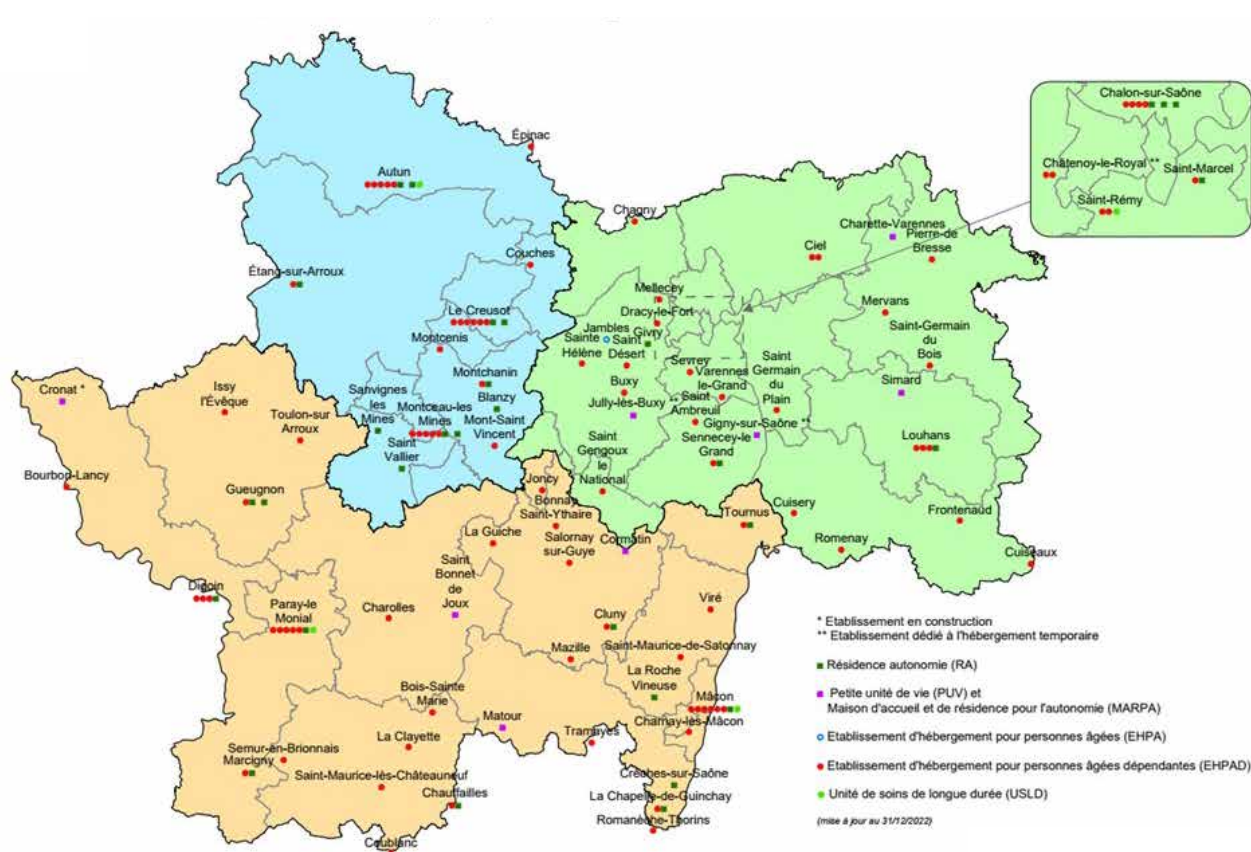 Chalon-sur-Saône
Châtenoy-le-Royal **
Saint-Marcel
Saint-Rémy
Épinac
Autun
Chagny
Charette-Varennes
Pierre-de
Bresse
Ciel
Couches
Étang-sur-Arroux
Mellecey
Dracy-le-Fort
Mervans
Le Creusot
Jambles
Givry
Sainte
Hélène
Saint
Désert
Saint-Germain
du
Bois
Montcenis
Sevrey
Saint
Germain
du
Plain
Montchanin
Varennes
le-Grand
Simard
Cronat *
Issy
l'Évêque
Sanvignes
les
Mines
Blanzy
Buxy
Jully-lès-Buxy **
Saint
Ambreuil
Toulon-sur
Arroux
Montceau-les
Mines
Mont-Saint
Vincent
Gigny-sur-Saône **
Saint
Vallier
Saint
Gengoux
le
National
Sennecey-le
Grand
Louhans
Bourbon-Lancy
Gueugnon
Joncy
Bonnay
Saint-Ythaire
Tournus
Cuisery
Frontenaud
La Guiche
Salornay
sur-Guye
Cormatin
Romenay
Cuiseaux
Saint
Bonnet
de
Joux
Digoin
Paray-le
Monial
Charolles
Viré
Cluny
Mazille
Saint-Maurice-de-Satonnay
La Roche
Vineuse
Bois-Sainte
Marie
Matour
Mâcon
Charnay-lès-Mâcon
Tramayes
La Clayette
Semur-en-Brionnais
Marcigny
Saint-Maurice-lès-Châteauneuf
Chauffailles
Crêches-sur-Saône
La Chapelle-de-Guinchay
Romanèche-Thorins
Coublanc
* Etablissement en construction
** Etablissement dédié à l'hébergement temporaire
Résidence autonomie (RA)
Petite unité de vie (PUV) et
Maison d'accueil et de résidence pour l'autonomie (MARPA)
Etablissement d'hébergement pour personnes âgées (EHPA)
Etablissement d'hébergement pour personnes âgées dépendantes (EHPAD)
Unité de soins de longue durée (USLD)
(mise à jour au 31/12/2022)